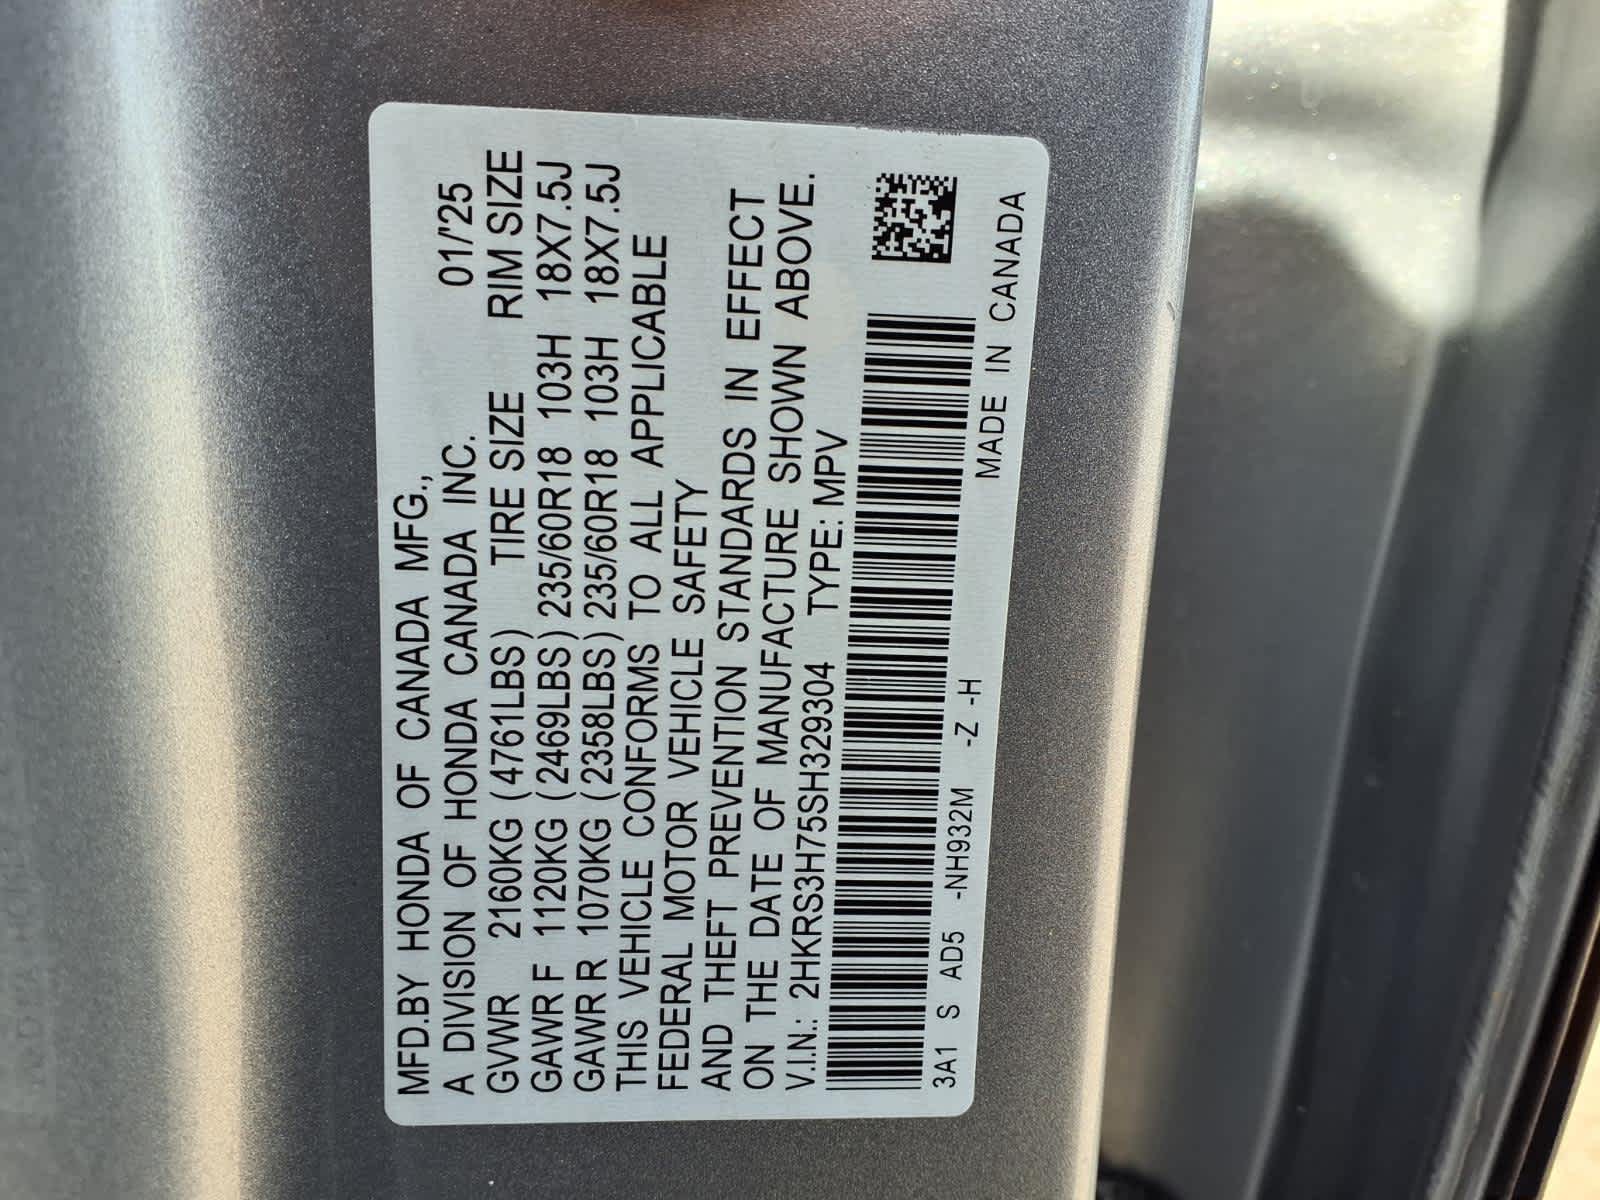 MFD.BY HONDA OF CANADA MFG.,
A DIVISION OF HONDA CANADA INC. 01/'25
GVWR 2160KG (4761LBS) TIRE SIZE RIM SIZE
GAWR F 1120KG (2469LBS) 235/60R18 103H 18X7.5J
GAWR R 1070KG (2358LBS) 235/60R18 103H 18X7.5J
THIS VEHICLE CONFORMS TO ALL APPLICABLE
FEDERAL MOTOR VEHICLE SAFETY
AND THEFT PREVENTION STANDARDS IN EFFECT
ON THE DATE OF MANUFACTURE SHOWN ABOVE.
V.I.N.: 2HKRS3H75SH329304 TYPE: MPV
3A1 S AD5 -NH932M -Z -H
MADE IN CANADA